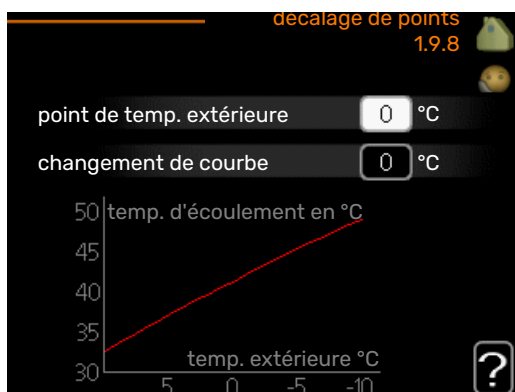 décalage de points
1.9.8
point de temp. extérieure 0 °C
changement de courbe 0 °C
50 temp. d'écoulement en °C
45
40
35
30 temp. extérieure °C
5 0 -5 -10
?